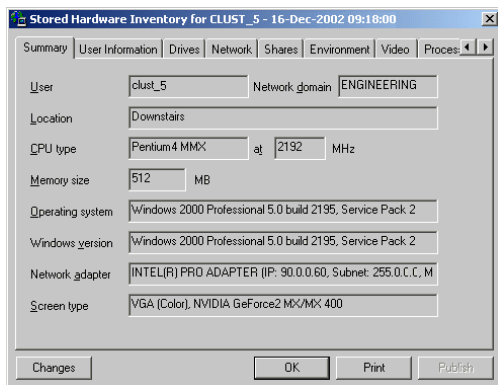 Stored Hardware Inventory for CLUST_5 - 16-Dec-2002 09:18:00
Summary User Information Drives Network Shares Environment Video Process
User clust_5 Network domain ENGINEERING
Location Downstairs
CPU type Pentium4 MMX at 2192 MHz
Memory size 512 MB
Operating system Windows 2000 Professional 5.0 build 2195, Service Pack 2
Windows version Windows 2000 Professional 5.0 build 2195, Service Pack 2
Network adapter INTEL(R) PRO ADAPTER (IP: 90.0.0.60, Subnet: 255.0.0.0, M
Screen type VGA (Color), NVIDIA GeForce2 MX/MX 400
Changes OK Print Publish